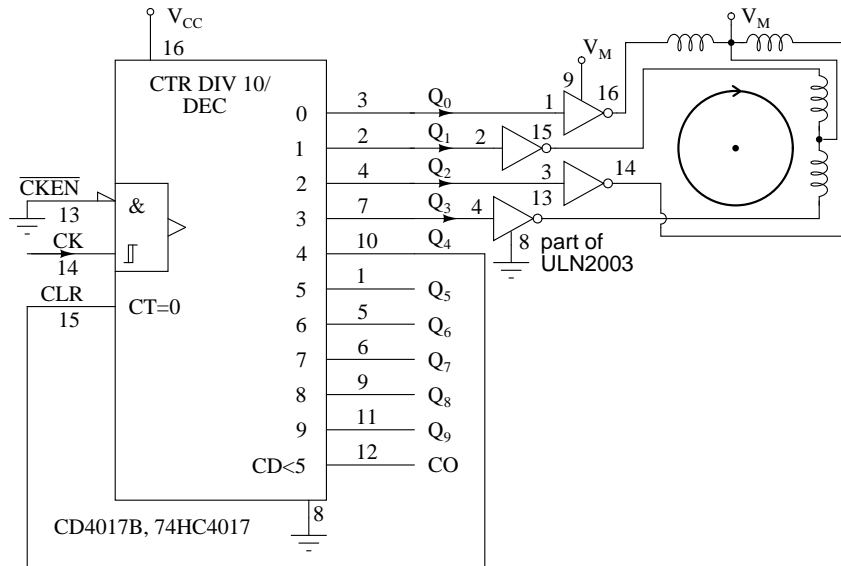 V_CC
16
CTR DIV 10/
DEC
CKEN
13
&
CK
14
CLR
15
CT=0
0 3 Q_0
1 2 Q_1
2 4 Q_2
3 7 Q_3
4 10 Q_4
5 1 Q_5
6 5 Q_6
7 6 Q_7
8 9 Q_8
9 11 Q_9
CD<5 12 CO
8
CD4017B, 74HC4017
V_M
9
1 16
2 15
3 14
4 13
8
part of
ULN2003
V_M